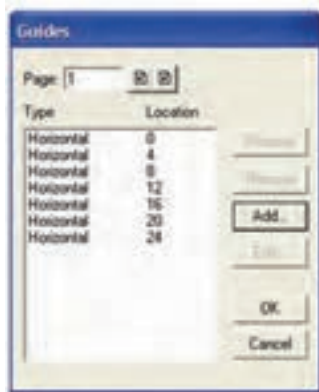 Guides
Page: 1
Type Location
Horizontal 0
Horizontal 4
Horizontal 8
Horizontal 12
Horizontal 16
Horizontal 20
Horizontal 24
Add...
Edit...
OK
Cancel